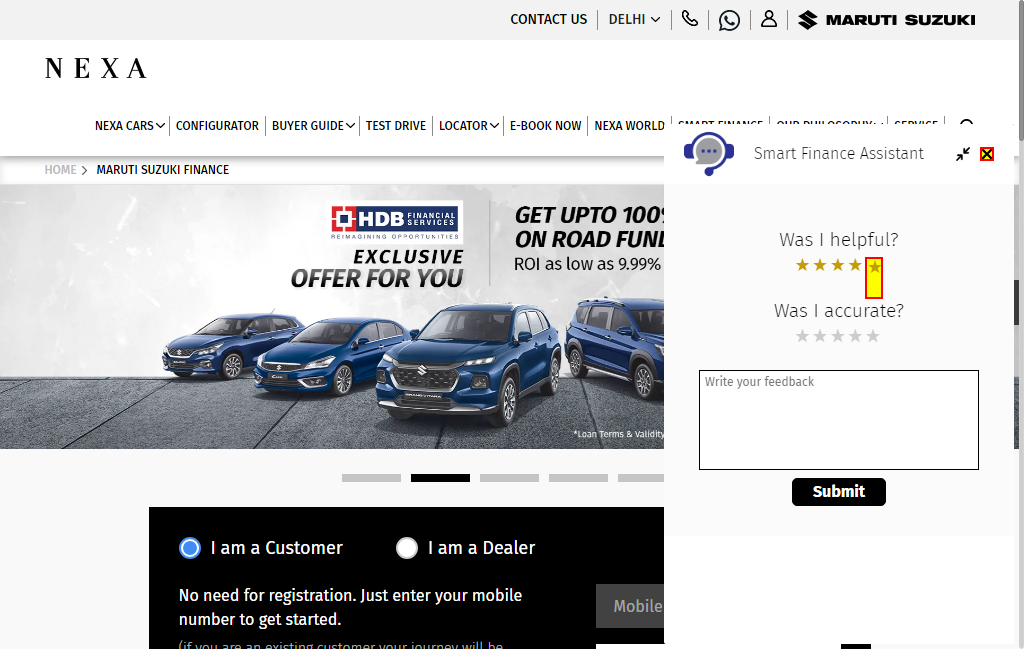 CONTACT US
DELHI
MARUTI SUZUKI
NEXA
NEXA CARS
CONFIGURATOR
BUYER GUIDE
TEST DRIVE
LOCATOR
E-BOOK NOW
NEXA WORLD
SMART FINANCE
OUR PHILOSOPHY
SERVICE
HOME
MARUTI SUZUKI FINANCE
Smart Finance Assistant
HDB FINANCIAL SERVICES
REIMAGINING OPPORTUNITIES
EXCLUSIVE
OFFER FOR YOU
GET UPTO 100%
ON ROAD FUND
ROI as low as 9.99%
*Loan Terms & Validity
Was I helpful?
Was I accurate?
Write your feedback
Submit
I am a Customer
I am a Dealer
No need for registration. Just enter your mobile
number to get started.
(if you are an existing customer your journey will be
Mobile